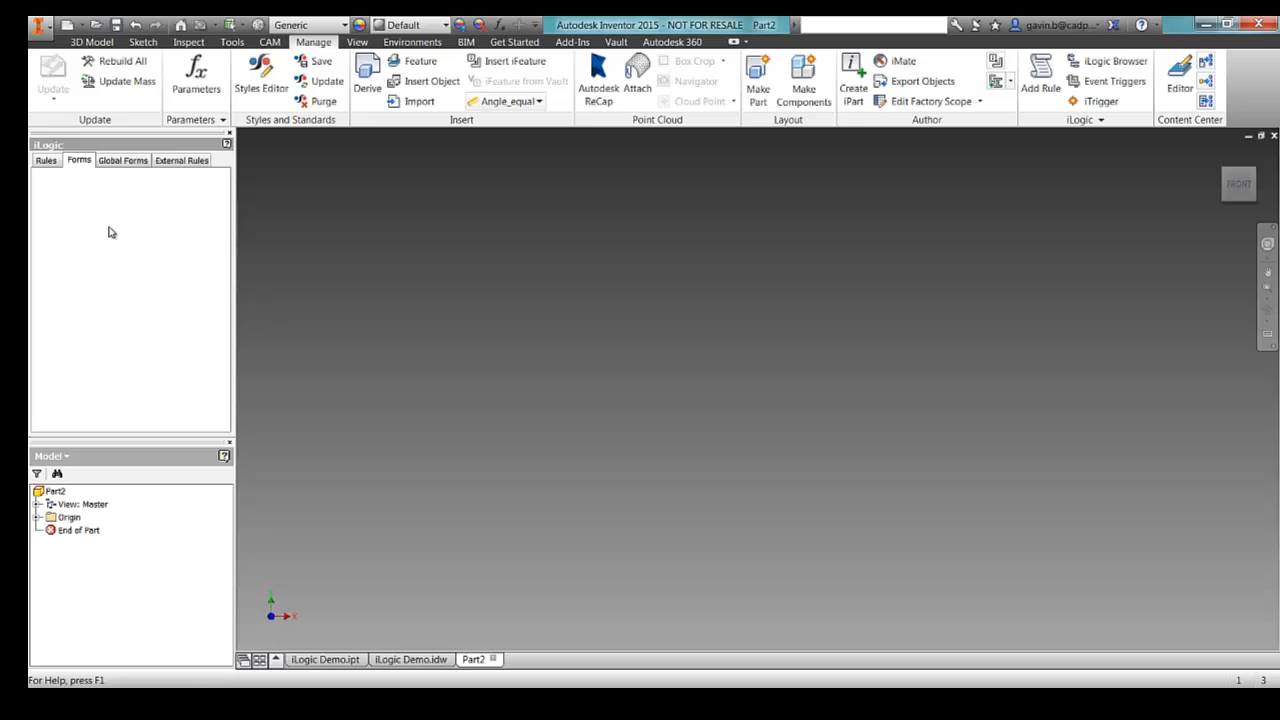 Generic
Default
Autodesk Inventor 2015 - NOT FOR RESALE Part2
gavin.b@cadp...
3D Model Sketch Inspect Tools CAM Manage View Environments BIM Get Started Add-Ins Vault Autodesk 360
Update
Rebuild All
Update Mass
Update
Parameters
Parameters
Styles Editor
Save
Update
Purge
Styles and Standards
Derive
Feature
Insert Object
Import
Insert iFeature
iFeature from Vault
Angle_equal
Insert
Autodesk
ReCap
Attach
Box Crop
Navigator
Cloud Point
Point Cloud
Make
Part
Make
Components
Layout
Create
iPart
iMate
Export Objects
Edit Factory Scope
Author
Add Rule
iLogic Browser
Event Triggers
iTrigger
iLogic
Editor
Content Center
iLogic
Rules Forms Global Forms External Rules
FRONT
Model
Part2
View: Master
Origin
End of Part
Y
X
iLogic Demo.ipt iLogic Demo.idw Part2
For Help, press F1
1 3